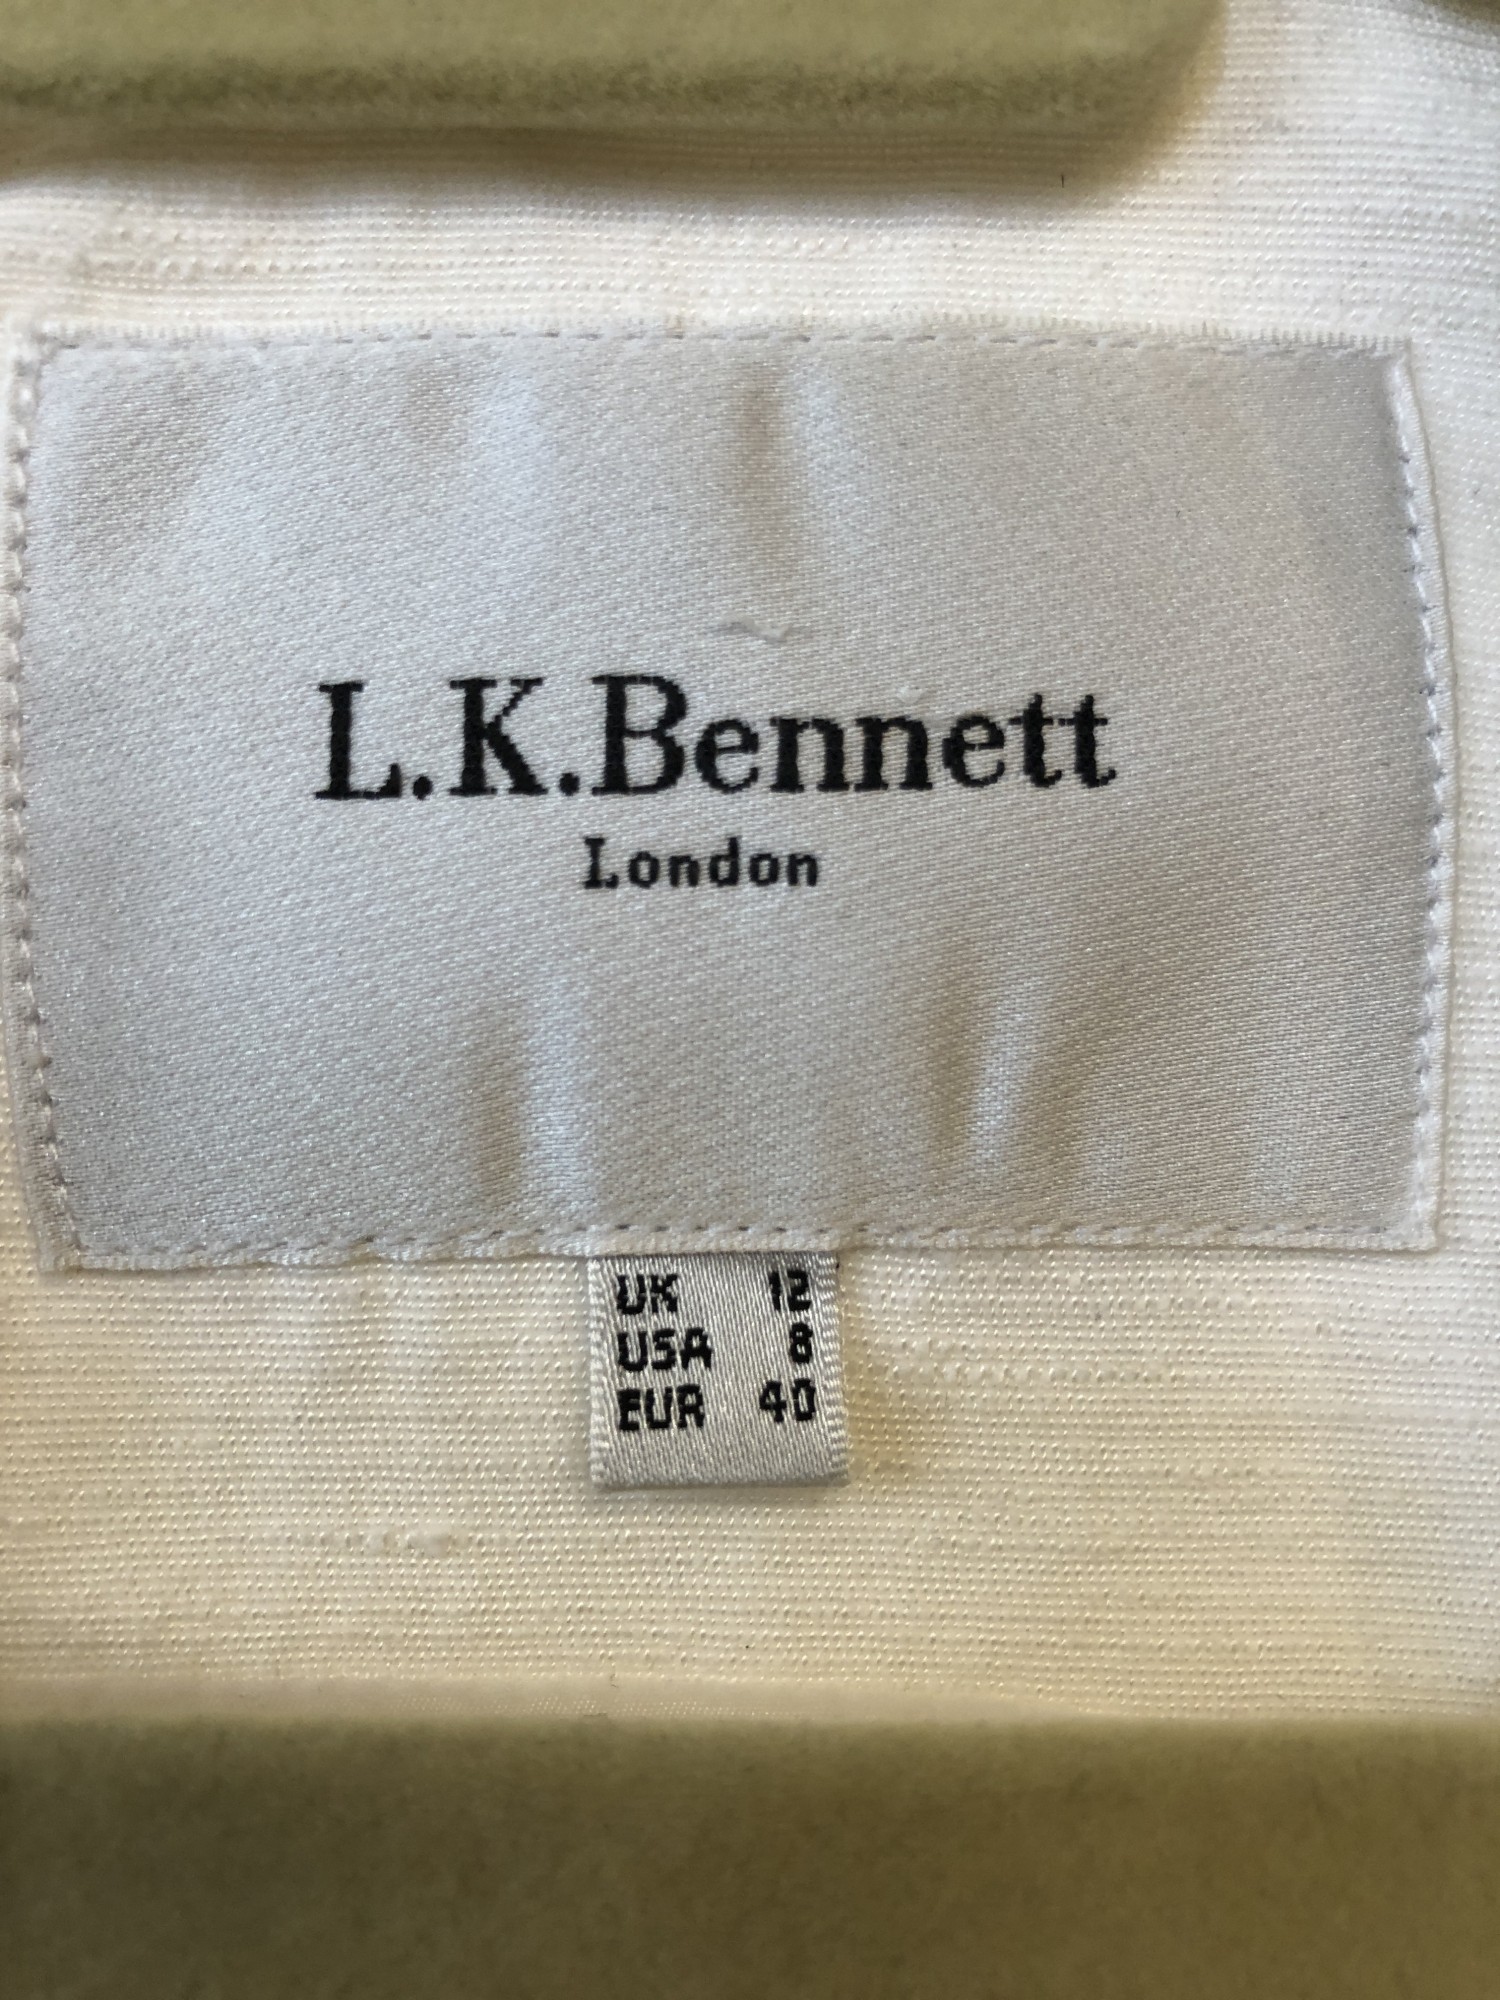 L.K.Bennett
London
UK 12
USA 8
EUR 40